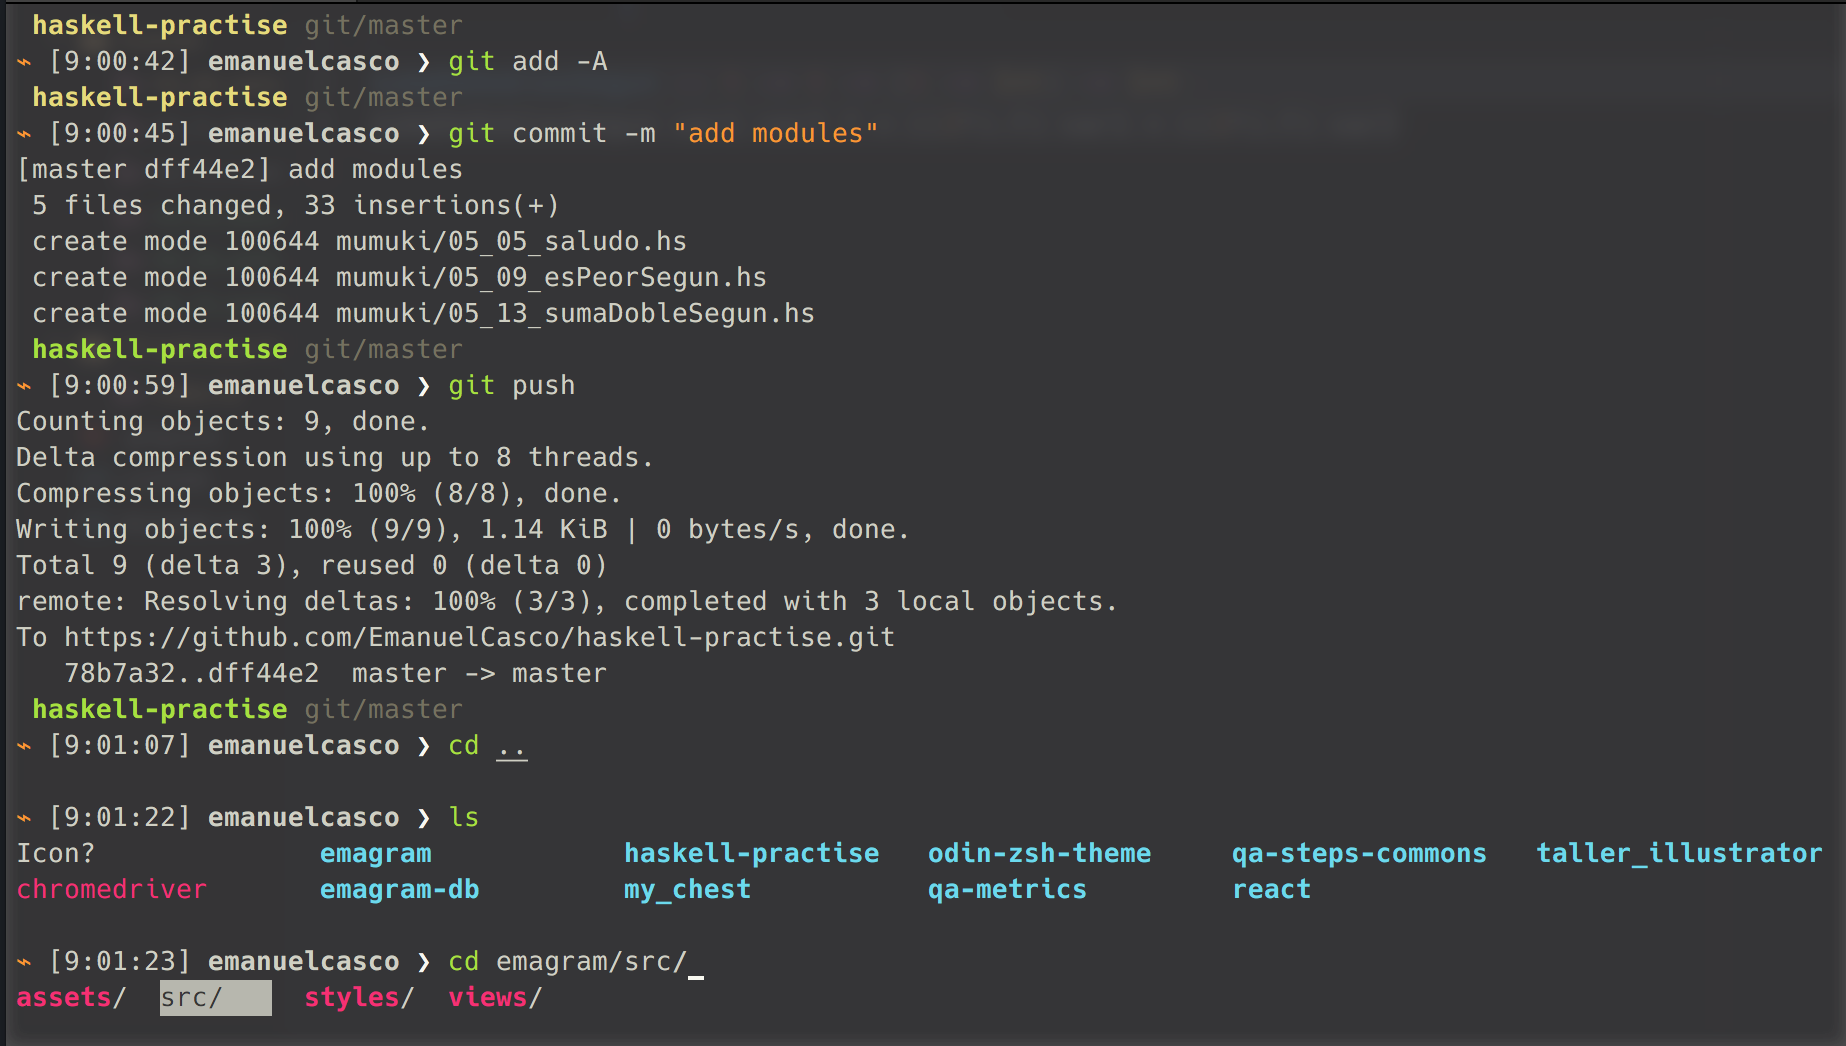 haskell-practise git/master
⌁ [9:00:42] emanuelcasco ❯ git add -A
haskell-practise git/master
⌁ [9:00:45] emanuelcasco ❯ git commit -m "add modules"
[master dff44e2] add modules
 5 files changed, 33 insertions(+)
 create mode 100644 mumuki/05_05_saludo.hs
 create mode 100644 mumuki/05_09_esPeorSegun.hs
 create mode 100644 mumuki/05_13_sumaDobleSegun.hs
haskell-practise git/master
⌁ [9:00:59] emanuelcasco ❯ git push
Counting objects: 9, done.
Delta compression using up to 8 threads.
Compressing objects: 100% (8/8), done.
Writing objects: 100% (9/9), 1.14 KiB | 0 bytes/s, done.
Total 9 (delta 3), reused 0 (delta 0)
remote: Resolving deltas: 100% (3/3), completed with 3 local objects.
To https://github.com/EmanuelCasco/haskell-practise.git
   78b7a32..dff44e2  master -> master
haskell-practise git/master
⌁ [9:01:07] emanuelcasco ❯ cd ..
⌁ [9:01:22] emanuelcasco ❯ ls
Icon? emagram haskell-practise odin-zsh-theme qa-steps-commons taller_illustrator
chromedriver emagram-db my_chest qa-metrics react
⌁ [9:01:23] emanuelcasco ❯ cd emagram/src/_
assets/ src/ styles/ views/